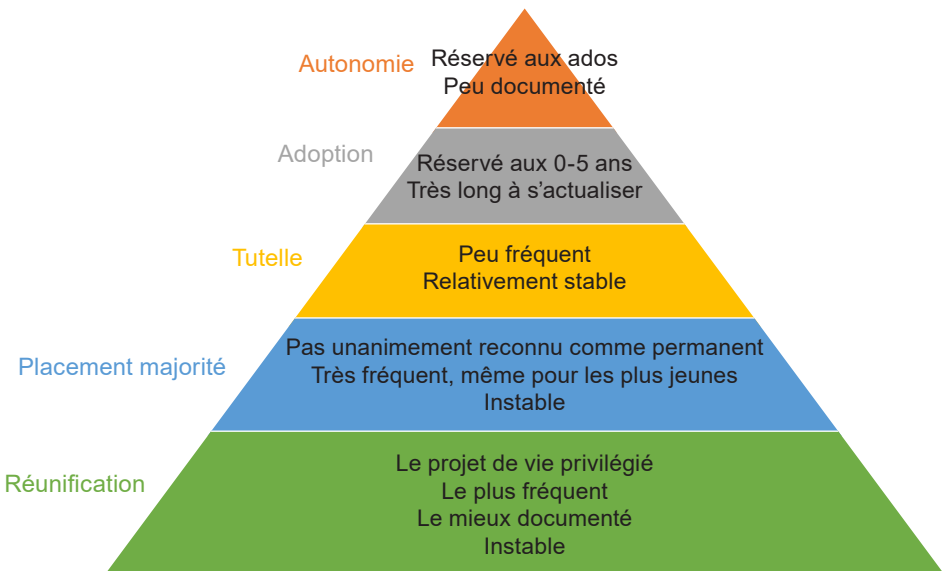 Autonomie
Réservé aux ados
Peu documenté
Adoption
Réservé aux 0-5 ans
Très long à s’actualiser
Tutelle
Peu fréquent
Relativement stable
Placement majorité
Pas unanimement reconnu comme permanent
Très fréquent, même pour les plus jeunes
Instable
Réunification
Le projet de vie privilégié
Le plus fréquent
Le mieux documenté
Instable